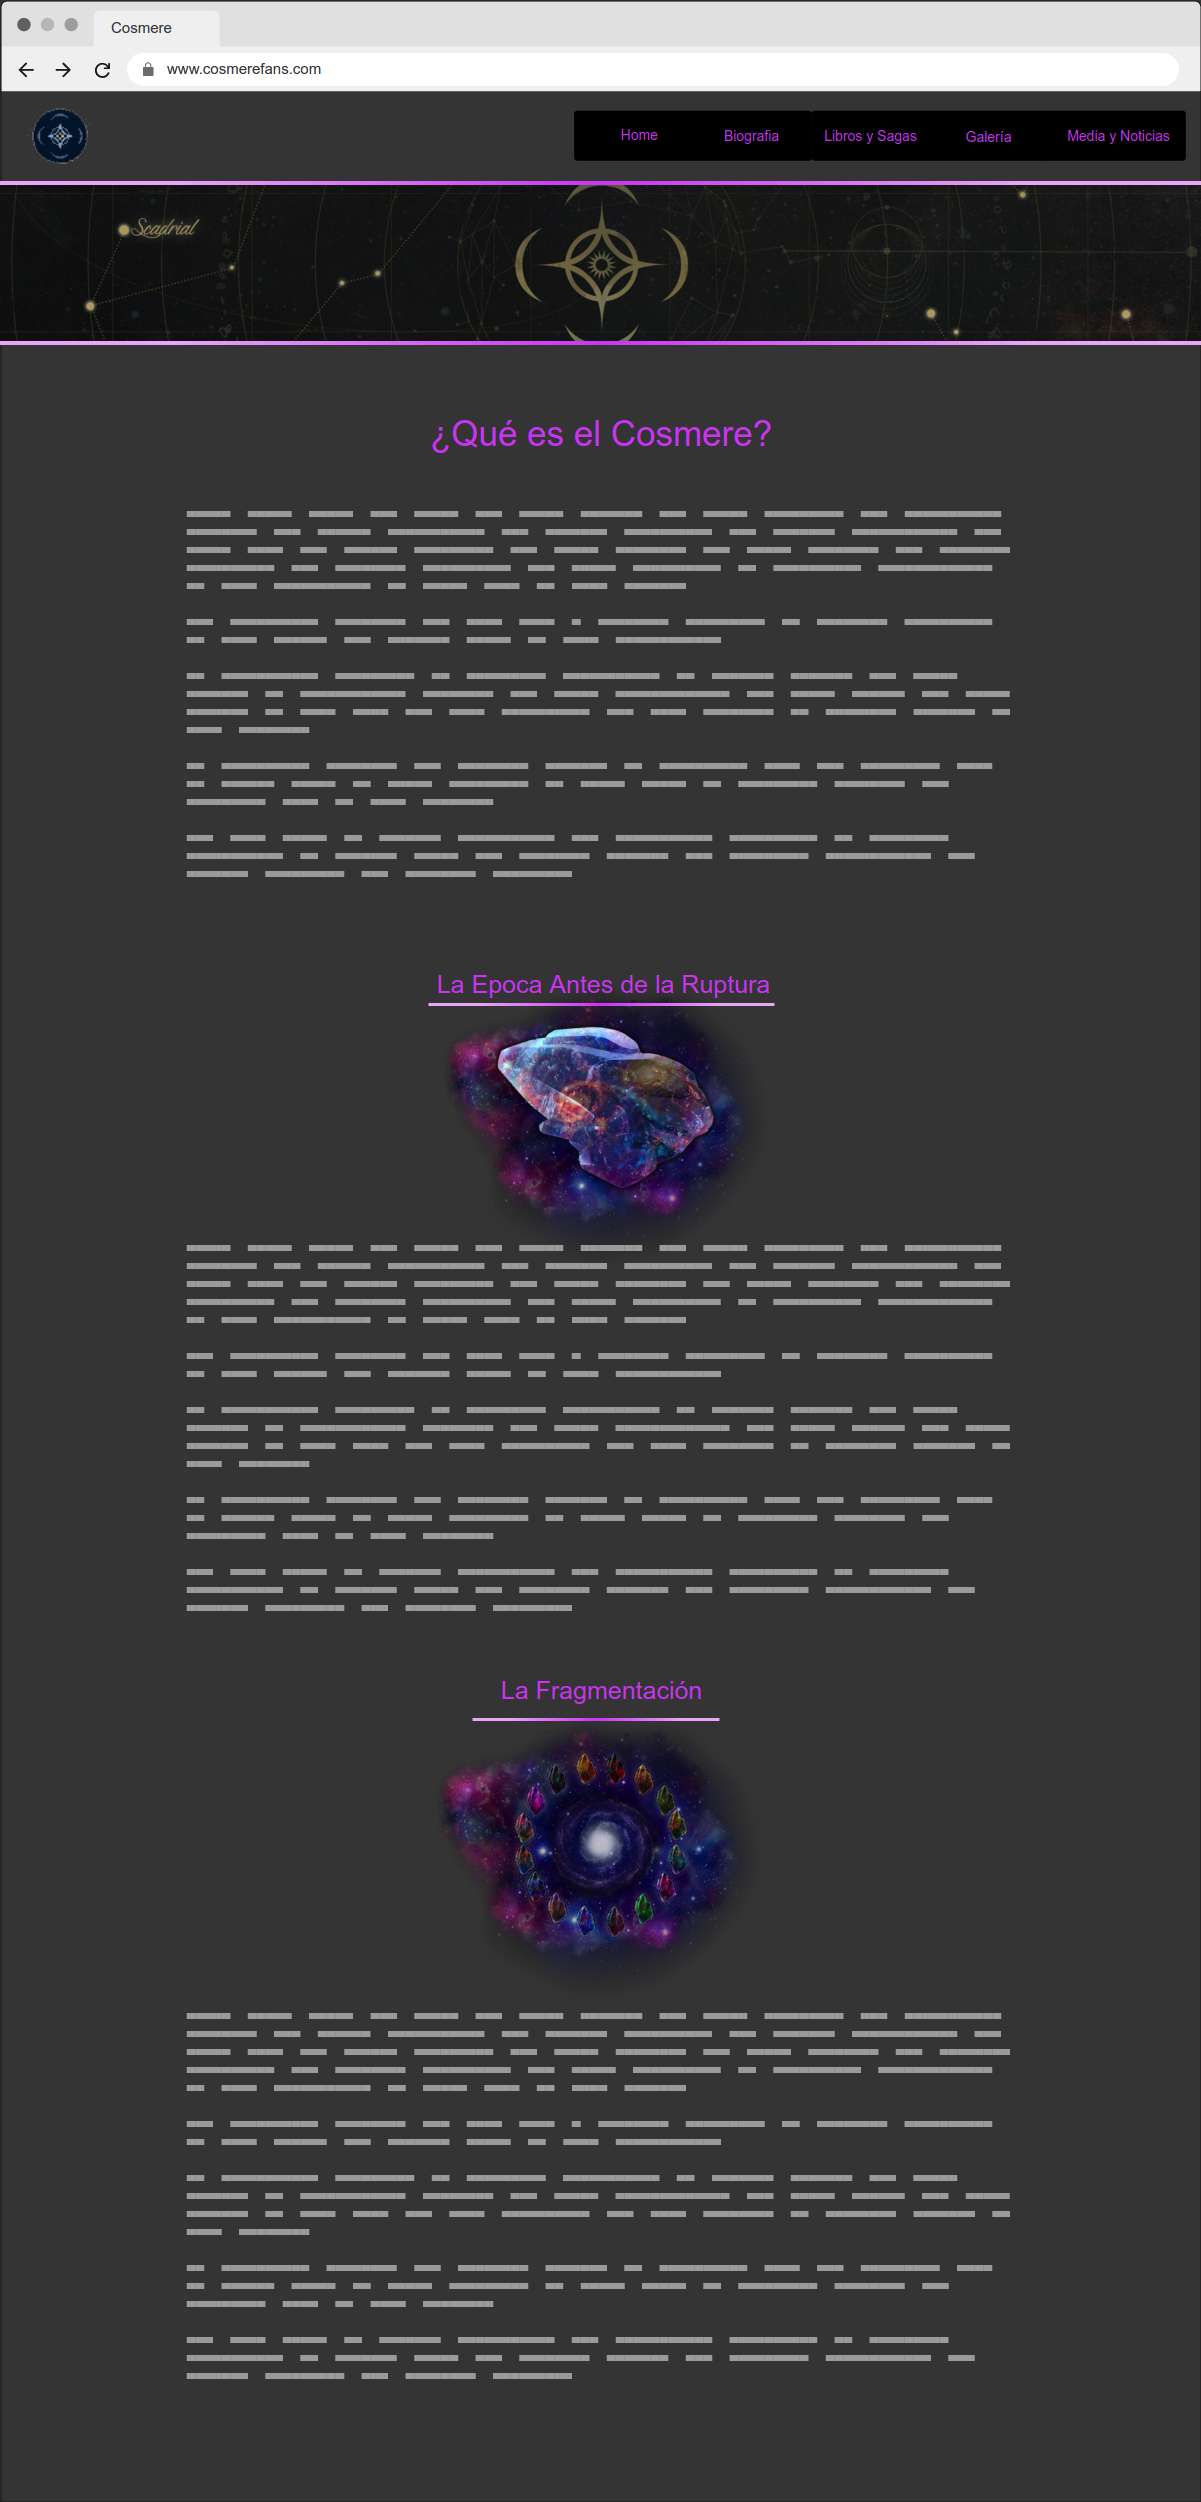 Cosmere
www.cosmerefans.com
Home Biografia Libros y Sagas Galería Media y Noticias
Scadrial
¿Qué es el Cosmere?
La Epoca Antes de la Ruptura
La Fragmentación